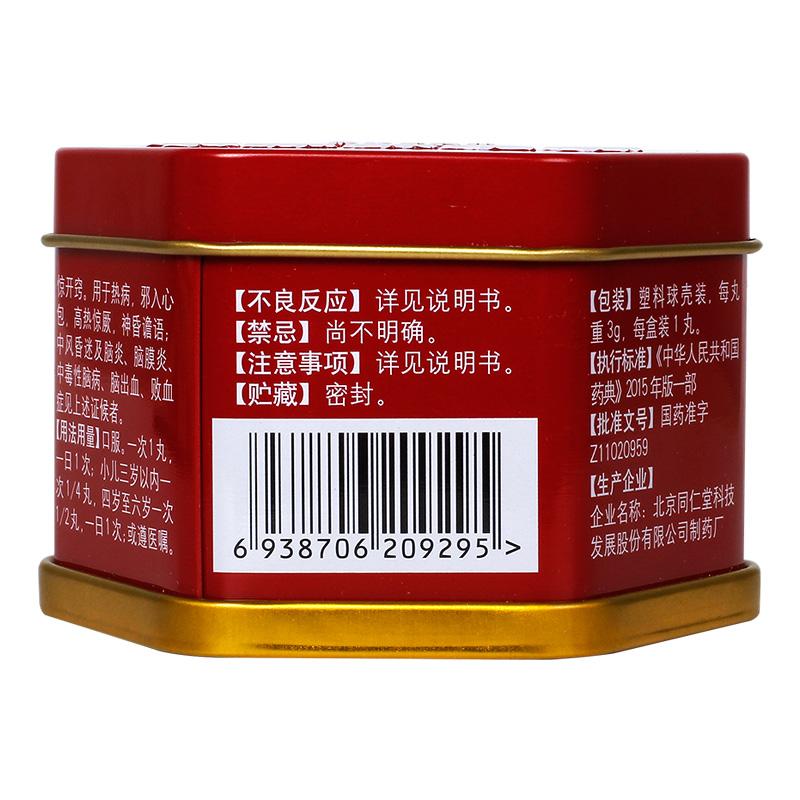 惊开窍。用于热病，邪入心
包，高热惊厥，神昏谵语；
中风昏迷及脑炎、脑膜炎、
中毒性脑病、脑出血、败血
症见上述证候者。
【用法用量】口服。一次1丸，
一日1次；小儿三岁以内一
次1/4丸，四岁至六岁一次
1/2丸，一日1次；或遵医嘱。
【不良反应】详见说明书。
【禁忌】尚不明确。
【注意事项】详见说明书。
【贮藏】密封。
6 938706 209295 >
【包装】塑料球壳装，每丸
重3g，每盒装1丸。
【执行标准】《中华人民共和国
药典》2015年版一部
【批准文号】国药准字
Z11020959
【生产企业】
企业名称：北京同仁堂科技
发展股份有限公司制药厂